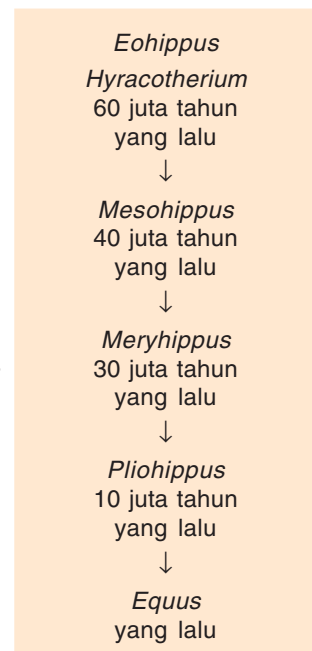 Eohippus
Hyracotherium
60 juta tahun
yang lalu
↓
Mesohippus
40 juta tahun
yang lalu
↓
Meryhippus
30 juta tahun
yang lalu
↓
Pliohippus
10 juta tahun
yang lalu
↓
Equus
yang lalu